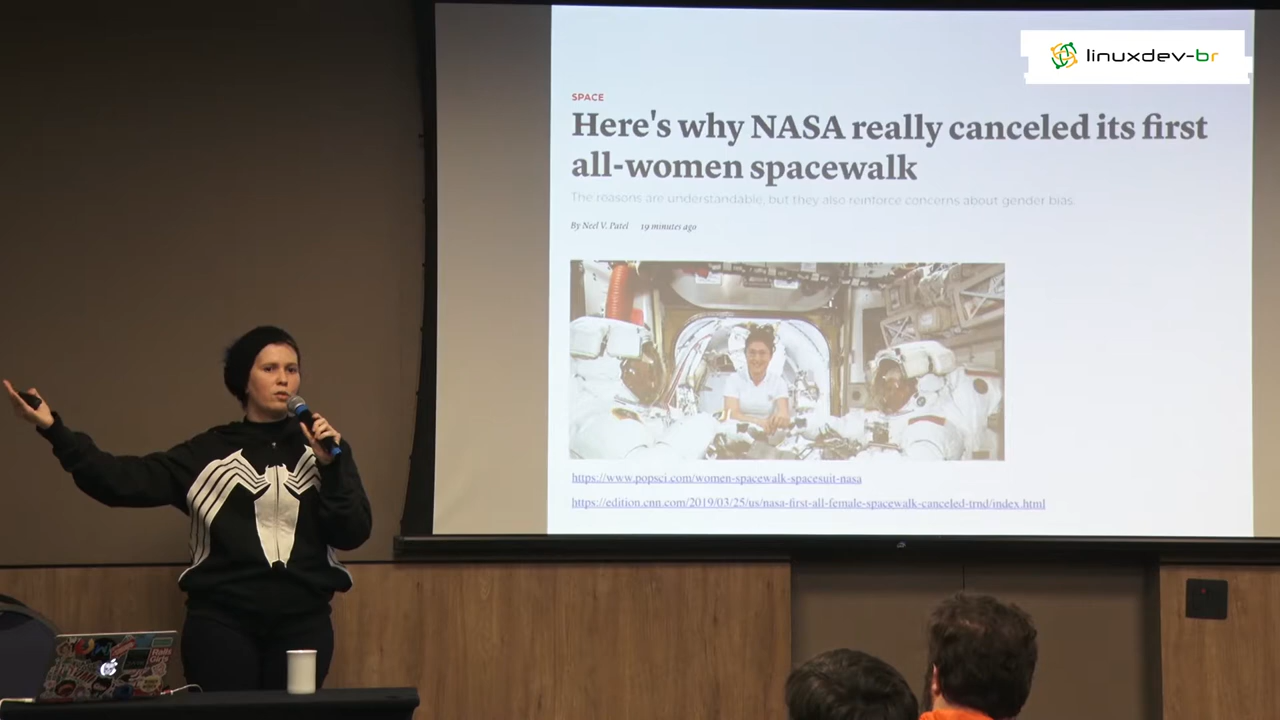 linuxdev-br
SPACE
Here's why NASA really canceled its first
all-women spacewalk
The reasons are understandable, but they also reinforce concerns about gender bias.
By Neel V. Patel 19 minutes ago
https://www.popsci.com/women-spacewalk-spacesuit-nasa
https://edition.cnn.com/2019/03/25/us/nasa-first-all-female-spacewalk-canceled-trnd/index.html
Rails
Girls